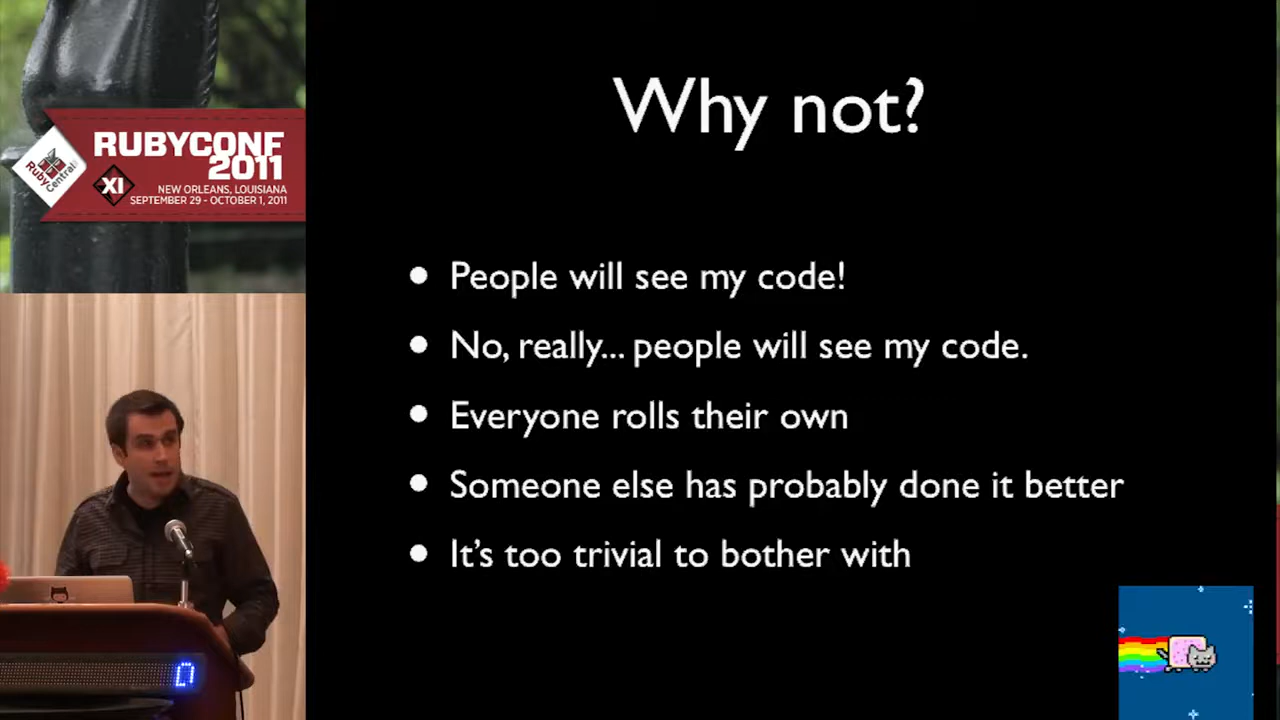 RUBYCONF
2011
RubyCentral
XI
NEW ORLEANS, LOUISIANA
SEPTEMBER 29 - OCTOBER 1, 2011
Why not?
• People will see my code!
• No, really... people will see my code.
• Everyone rolls their own
• Someone else has probably done it better
• It's too trivial to bother with
0